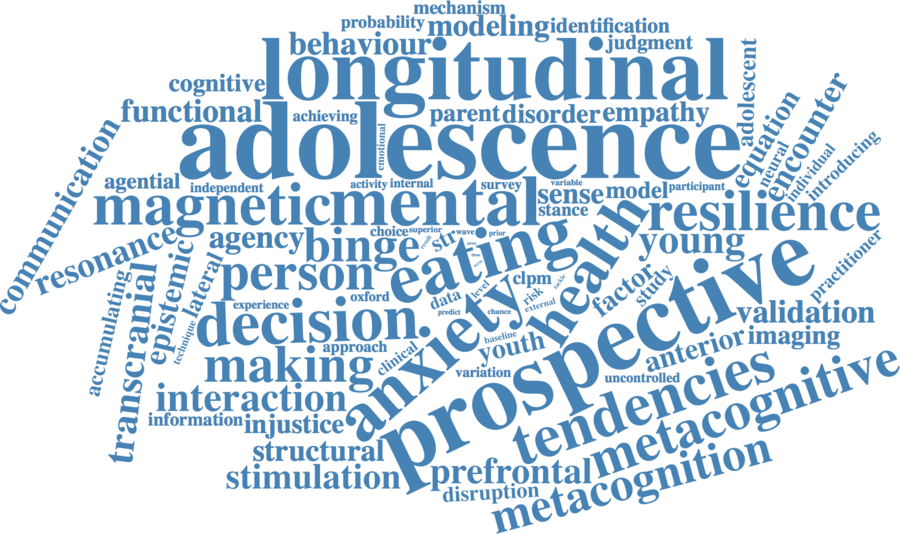 mechanism
probability
modeling
identification
behaviour
longitudinal
judgment
cognitive
functional
achieving
parent
disorder
empathy
adolescent
adolescence
emotional
equation
encounter
neural
individual
introducing
communication
agential
independent
activity
internal
survey
variable
sense
model
participant
magnetic
mental
stance
resilience
resonance
agency
binge
choice
superior
str
wave
prior
result
eating
health
young
practitioner
epistemic
lateral
person
oxford
data
level
clpm
risk
external
factor
study
prospective
accumulating
transcranial
technique
experience
predict
chance
decision
.
anxiety
baseline
youth
validation
approach
clinical
making
variation
anterior
imaging
uncontrolled
interaction
tendencies
information
injustice
metacognitive
structural
stimulation
prefrontal
disruption
metacognition